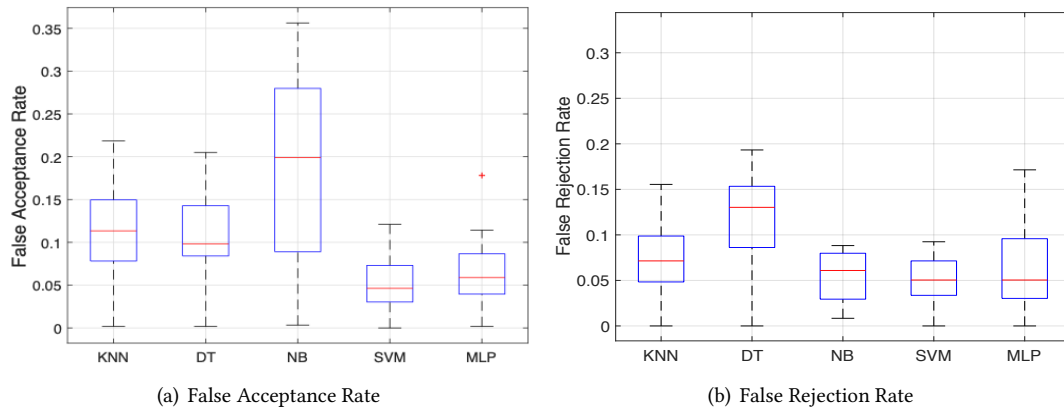 0.35
0.3
0.25
0.2
0.15
0.1
0.05
0
False Acceptance Rate
KNN DT NB SVM MLP
(a) False Acceptance Rate
0.3
0.25
0.2
0.15
0.1
0.05
0
False Rejection Rate
KNN DT NB SVM MLP
(b) False Rejection Rate